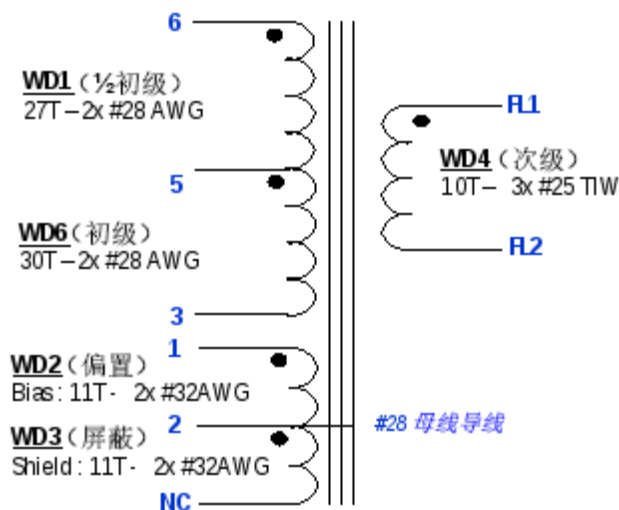 6
WD1（½初级）
27T–2x #28 AWG
5
WD6（初级）
30T–2x #28 AWG
3
1
WD2（偏置）
Bias: 11T- 2x #32AWG
2
WD3（屏蔽）
Shield: 11T- 2x #32AWG
NC
FL1
WD4（次级）
10T– 3x #25 TIW
FL2
#28 母线导线